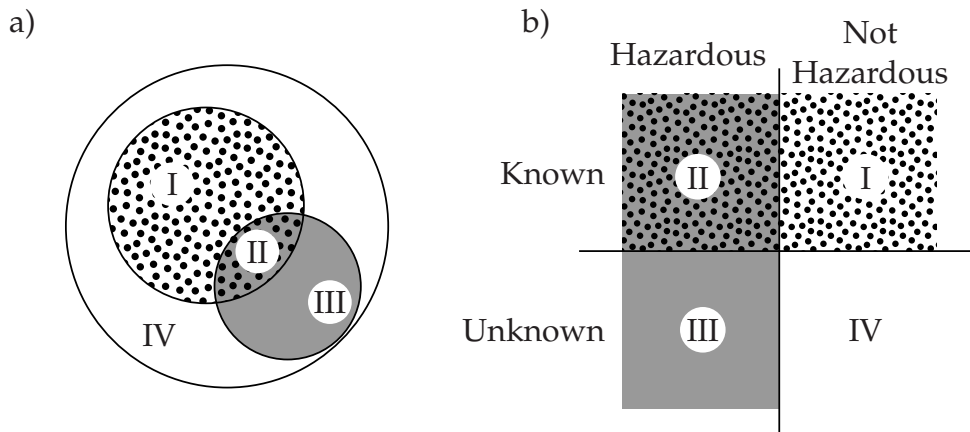 a)
I
II
III
IV
b)
Hazardous
Not
Hazardous
Known
II
I
Unknown
III
IV